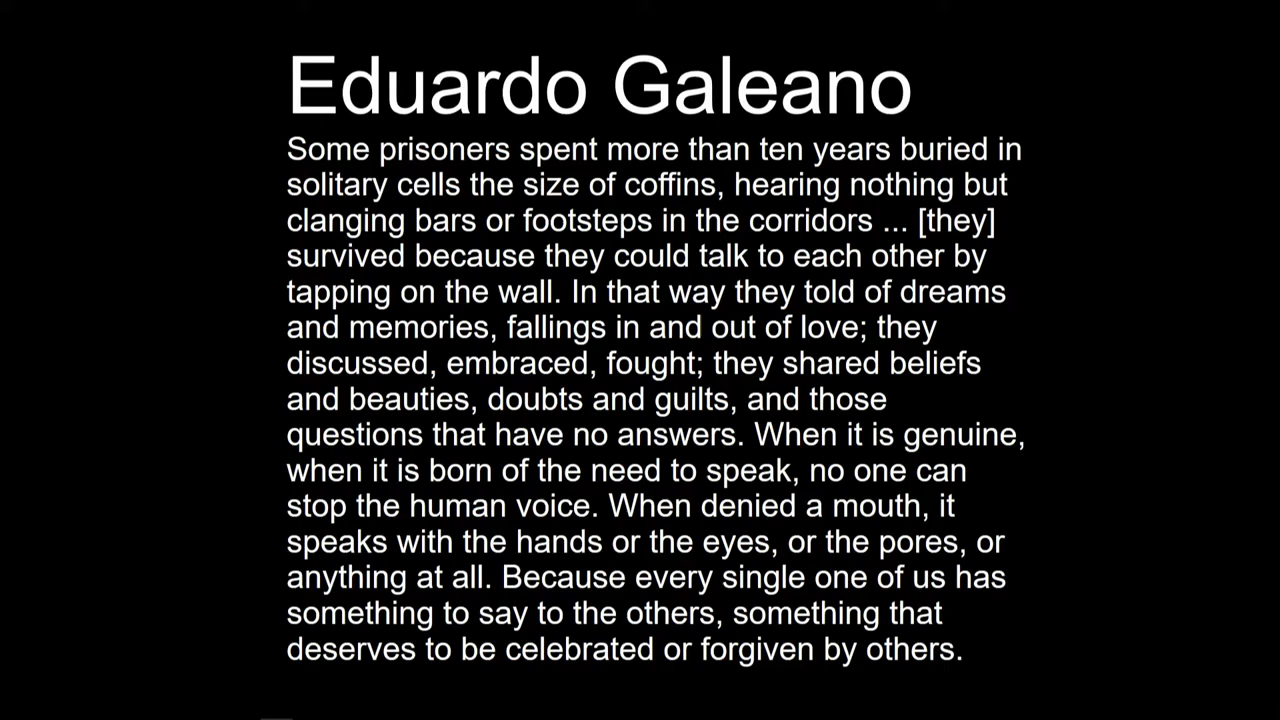 Eduardo Galeano
Some prisoners spent more than ten years buried in
solitary cells the size of coffins, hearing nothing but
clanging bars or footsteps in the corridors ... [they]
survived because they could talk to each other by
tapping on the wall. In that way they told of dreams
and memories, fallings in and out of love; they
discussed, embraced, fought; they shared beliefs
and beauties, doubts and guilts, and those
questions that have no answers. When it is genuine,
when it is born of the need to speak, no one can
stop the human voice. When denied a mouth, it
speaks with the hands or the eyes, or the pores, or
anything at all. Because every single one of us has
something to say to the others, something that
deserves to be celebrated or forgiven by others.